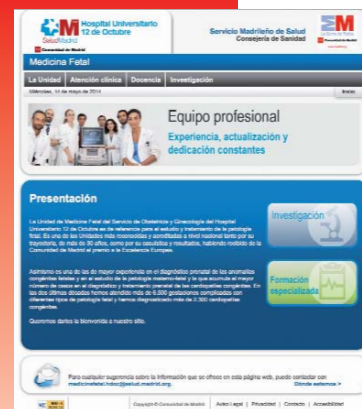 Hospital Universitario
12 de Octubre
SaludMadrid
Comunidad de Madrid
Servicio Madrileño de Salud
Consejería de Sanidad
Comunidad de Madrid
Medicina Fetal
La Unidad Atención clínica Docencia Investigación
Miércoles, 14 de mayo de 2014 Inicio
Equipo profesional
Experiencia, actualización y
dedicación constantes
Presentación
La Unidad de Medicina Fetal del Servicio de Obstetricia y Ginecología del Hospital
Universitario 12 de Octubre es de referencia para el estudio y tratamiento de la patología
fetal. Es una de las Unidades más reconocidas y acreditadas a nivel nacional tanto por su
trayectoria, de más de 30 años, como por su casuística y resultados, habiendo recibido de la
Comunidad de Madrid el premio a la Excelencia Europea.
Asimismo es una de las de mayor experiencia en el diagnóstico prenatal de las anomalías
congénitas fetales y en el estudio de la patología materno-fetal y la que acumula el mayor
número de casos en el diagnóstico y tratamiento prenatal de las cardiopatías congénitas. En
las dos últimas décadas hemos atendido más de 6.500 gestaciones complicadas con
diferentes tipos de patología fetal y hemos diagnosticado más de 2.300 cardiopatías
congénitas.
Queremos darles la bienvenida a nuestro sitio.
Investigación
Formación
especializada
Para cualquier sugerencia sobre la información que se ofrece en esta página web, puede contactar con
medicinafetal.hdoc@salud.madrid.org. Dónde estamos >
Copyright © Comunidad de Madrid. Aviso Legal | Privacidad | Contacto | Accesibilidad